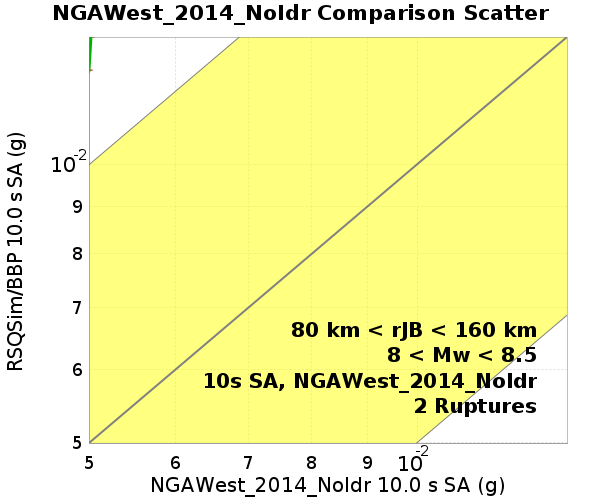 NGAWest_2014_NoIdr Comparison Scatter
RSQSim/BBP 10.0 s SA (g)
10-2
9
8
7
6
5
80 km < rJB < 160 km
8 < Mw < 8.5
10s SA, NGAWest_2014_NoIdr
2 Ruptures
5 6 7 8 9 10-2
NGAWest_2014_NoIdr 10.0 s SA (g)